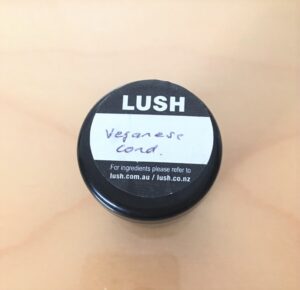 LUSH
Veganese
cond.
For ingredients please refer to
lush.com.au / lush.co.nz